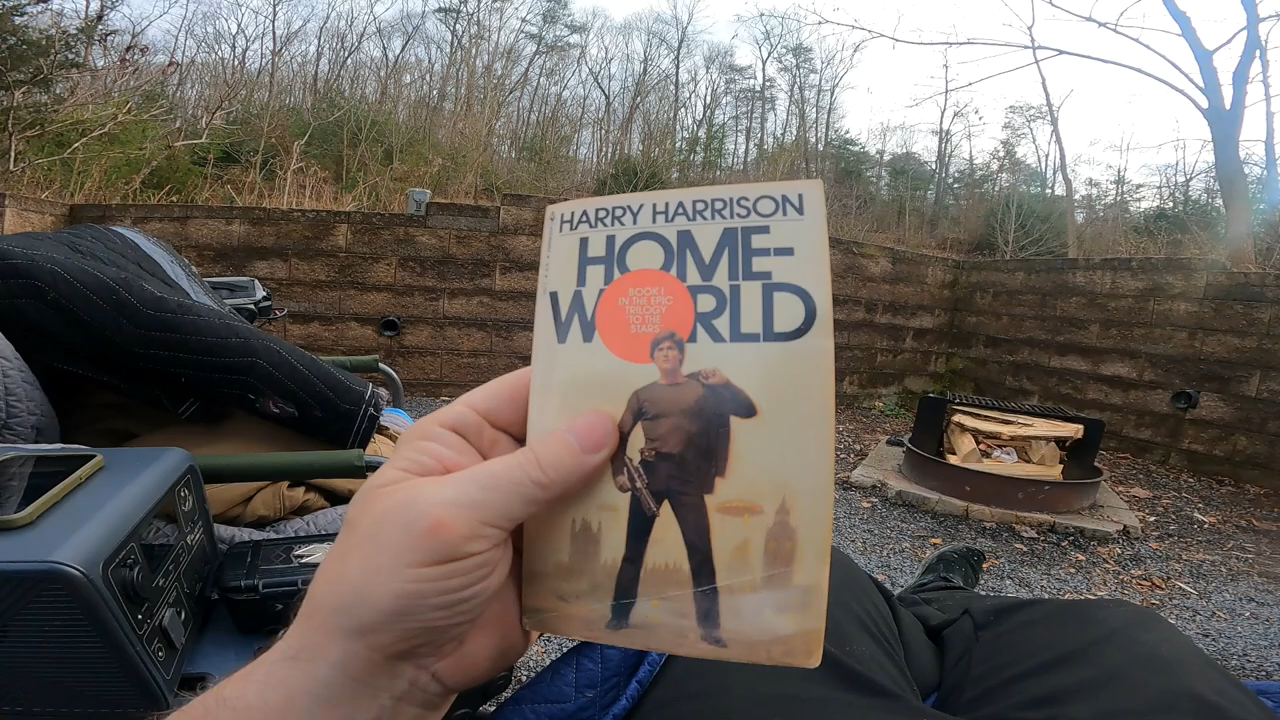 HARRY HARRISON
HOME-
WORLD
BOOK I
IN THE EPIC
TRILOGY
"TO THE
STARS"